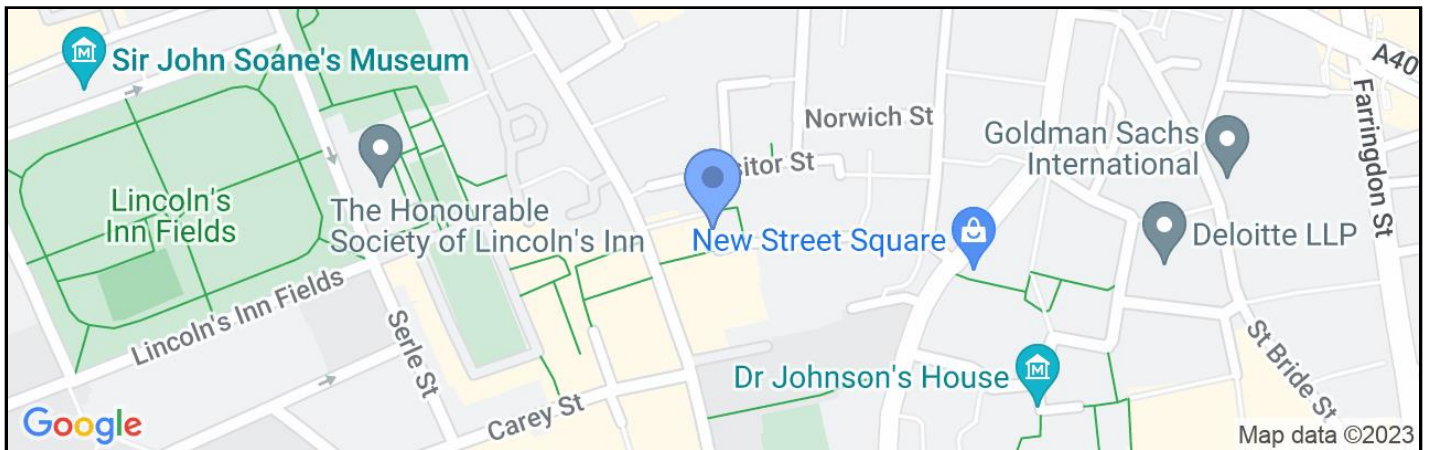 Sir John Soane's Museum
A40
Farringdon St
Norwich St
Goldman Sachs
International
sitor St
Lincoln's
Inn Fields
The Honourable
Society of Lincoln's Inn
New Street Square
Deloitte LLP
Lincoln's Inn Fields
Serle St
St Bride St
Dr Johnson's House
Carey St
Google
Map data ©2023